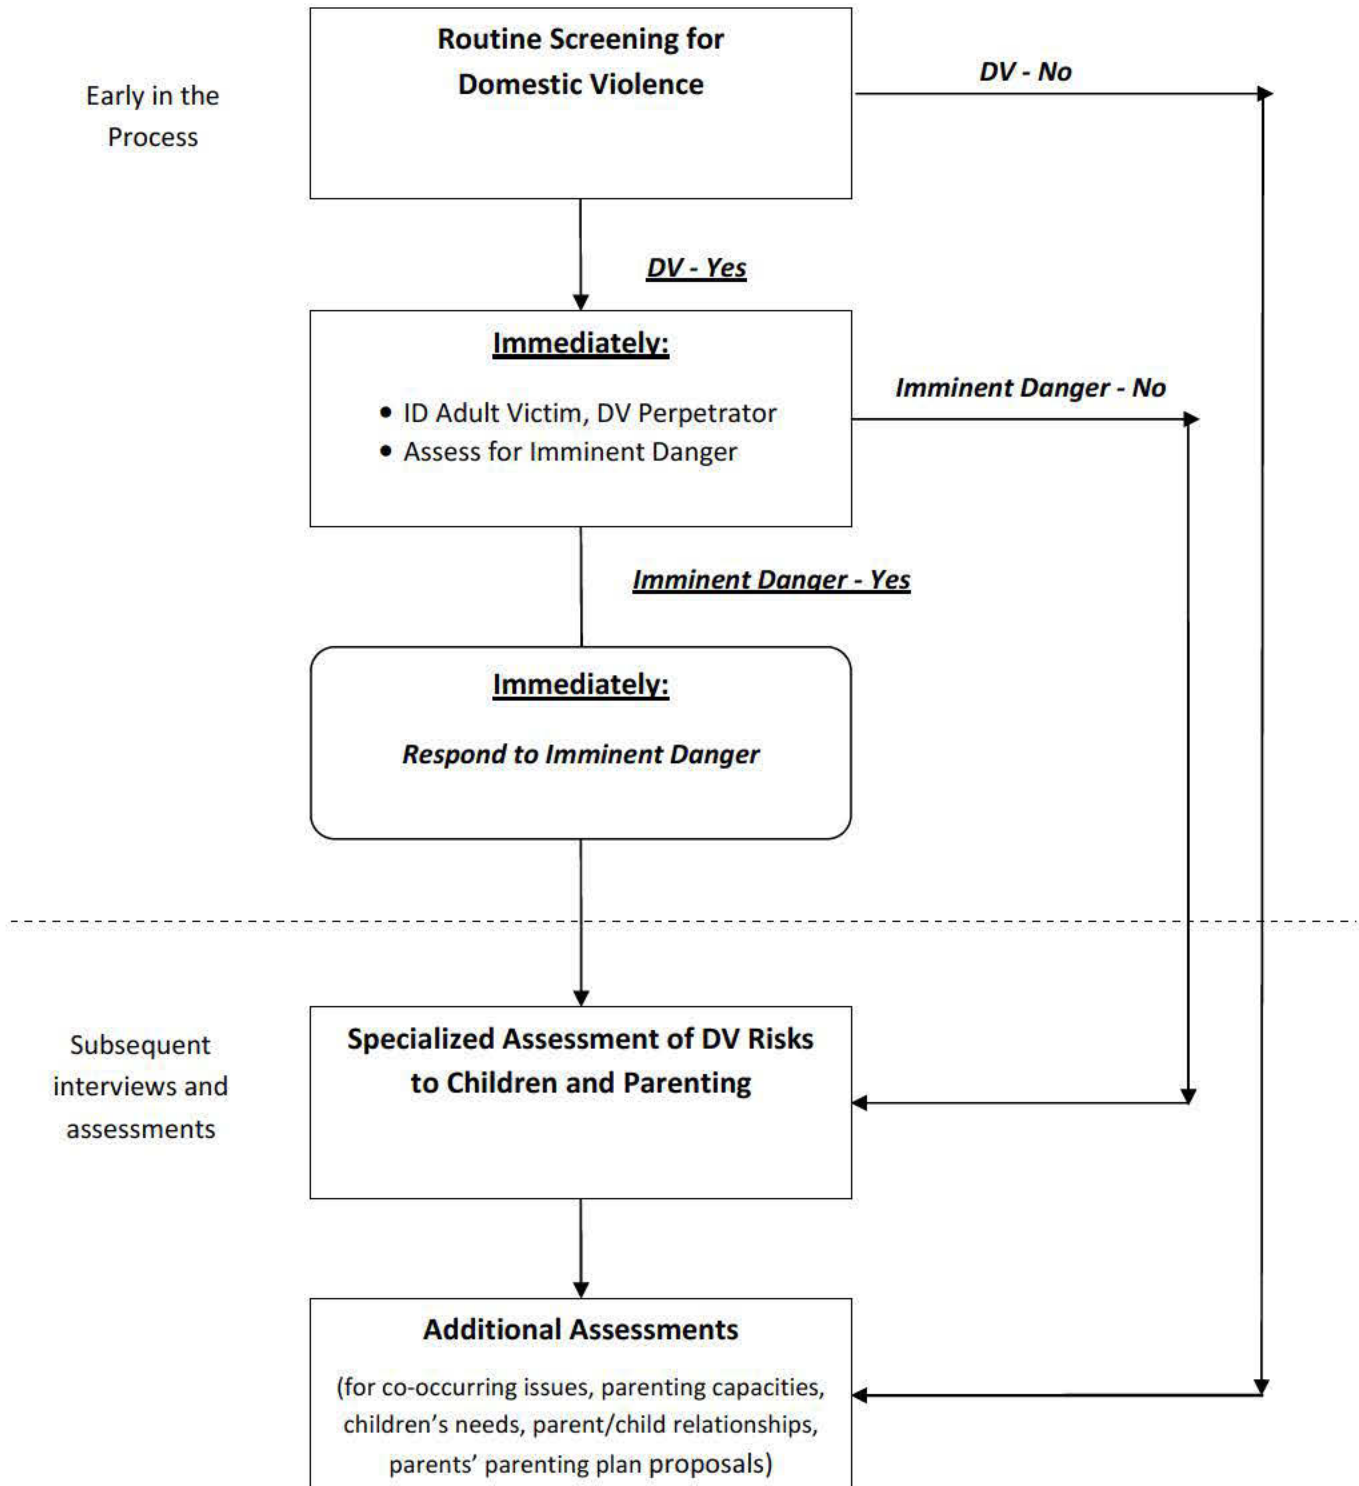 Routine Screening for
Domestic Violence
DV - No
Early in the
Process
DV - Yes
Immediately:
• ID Adult Victim, DV Perpetrator
• Assess for Imminent Danger
Imminent Danger - No
Imminent Danger - Yes
Immediately:
Respond to Imminent Danger
Subsequent
interviews and
assessments
Specialized Assessment of DV Risks
to Children and Parenting
Additional Assessments
(for co-occurring issues, parenting capacities,
children’s needs, parent/child relationships,
parents’ parenting plan proposals)